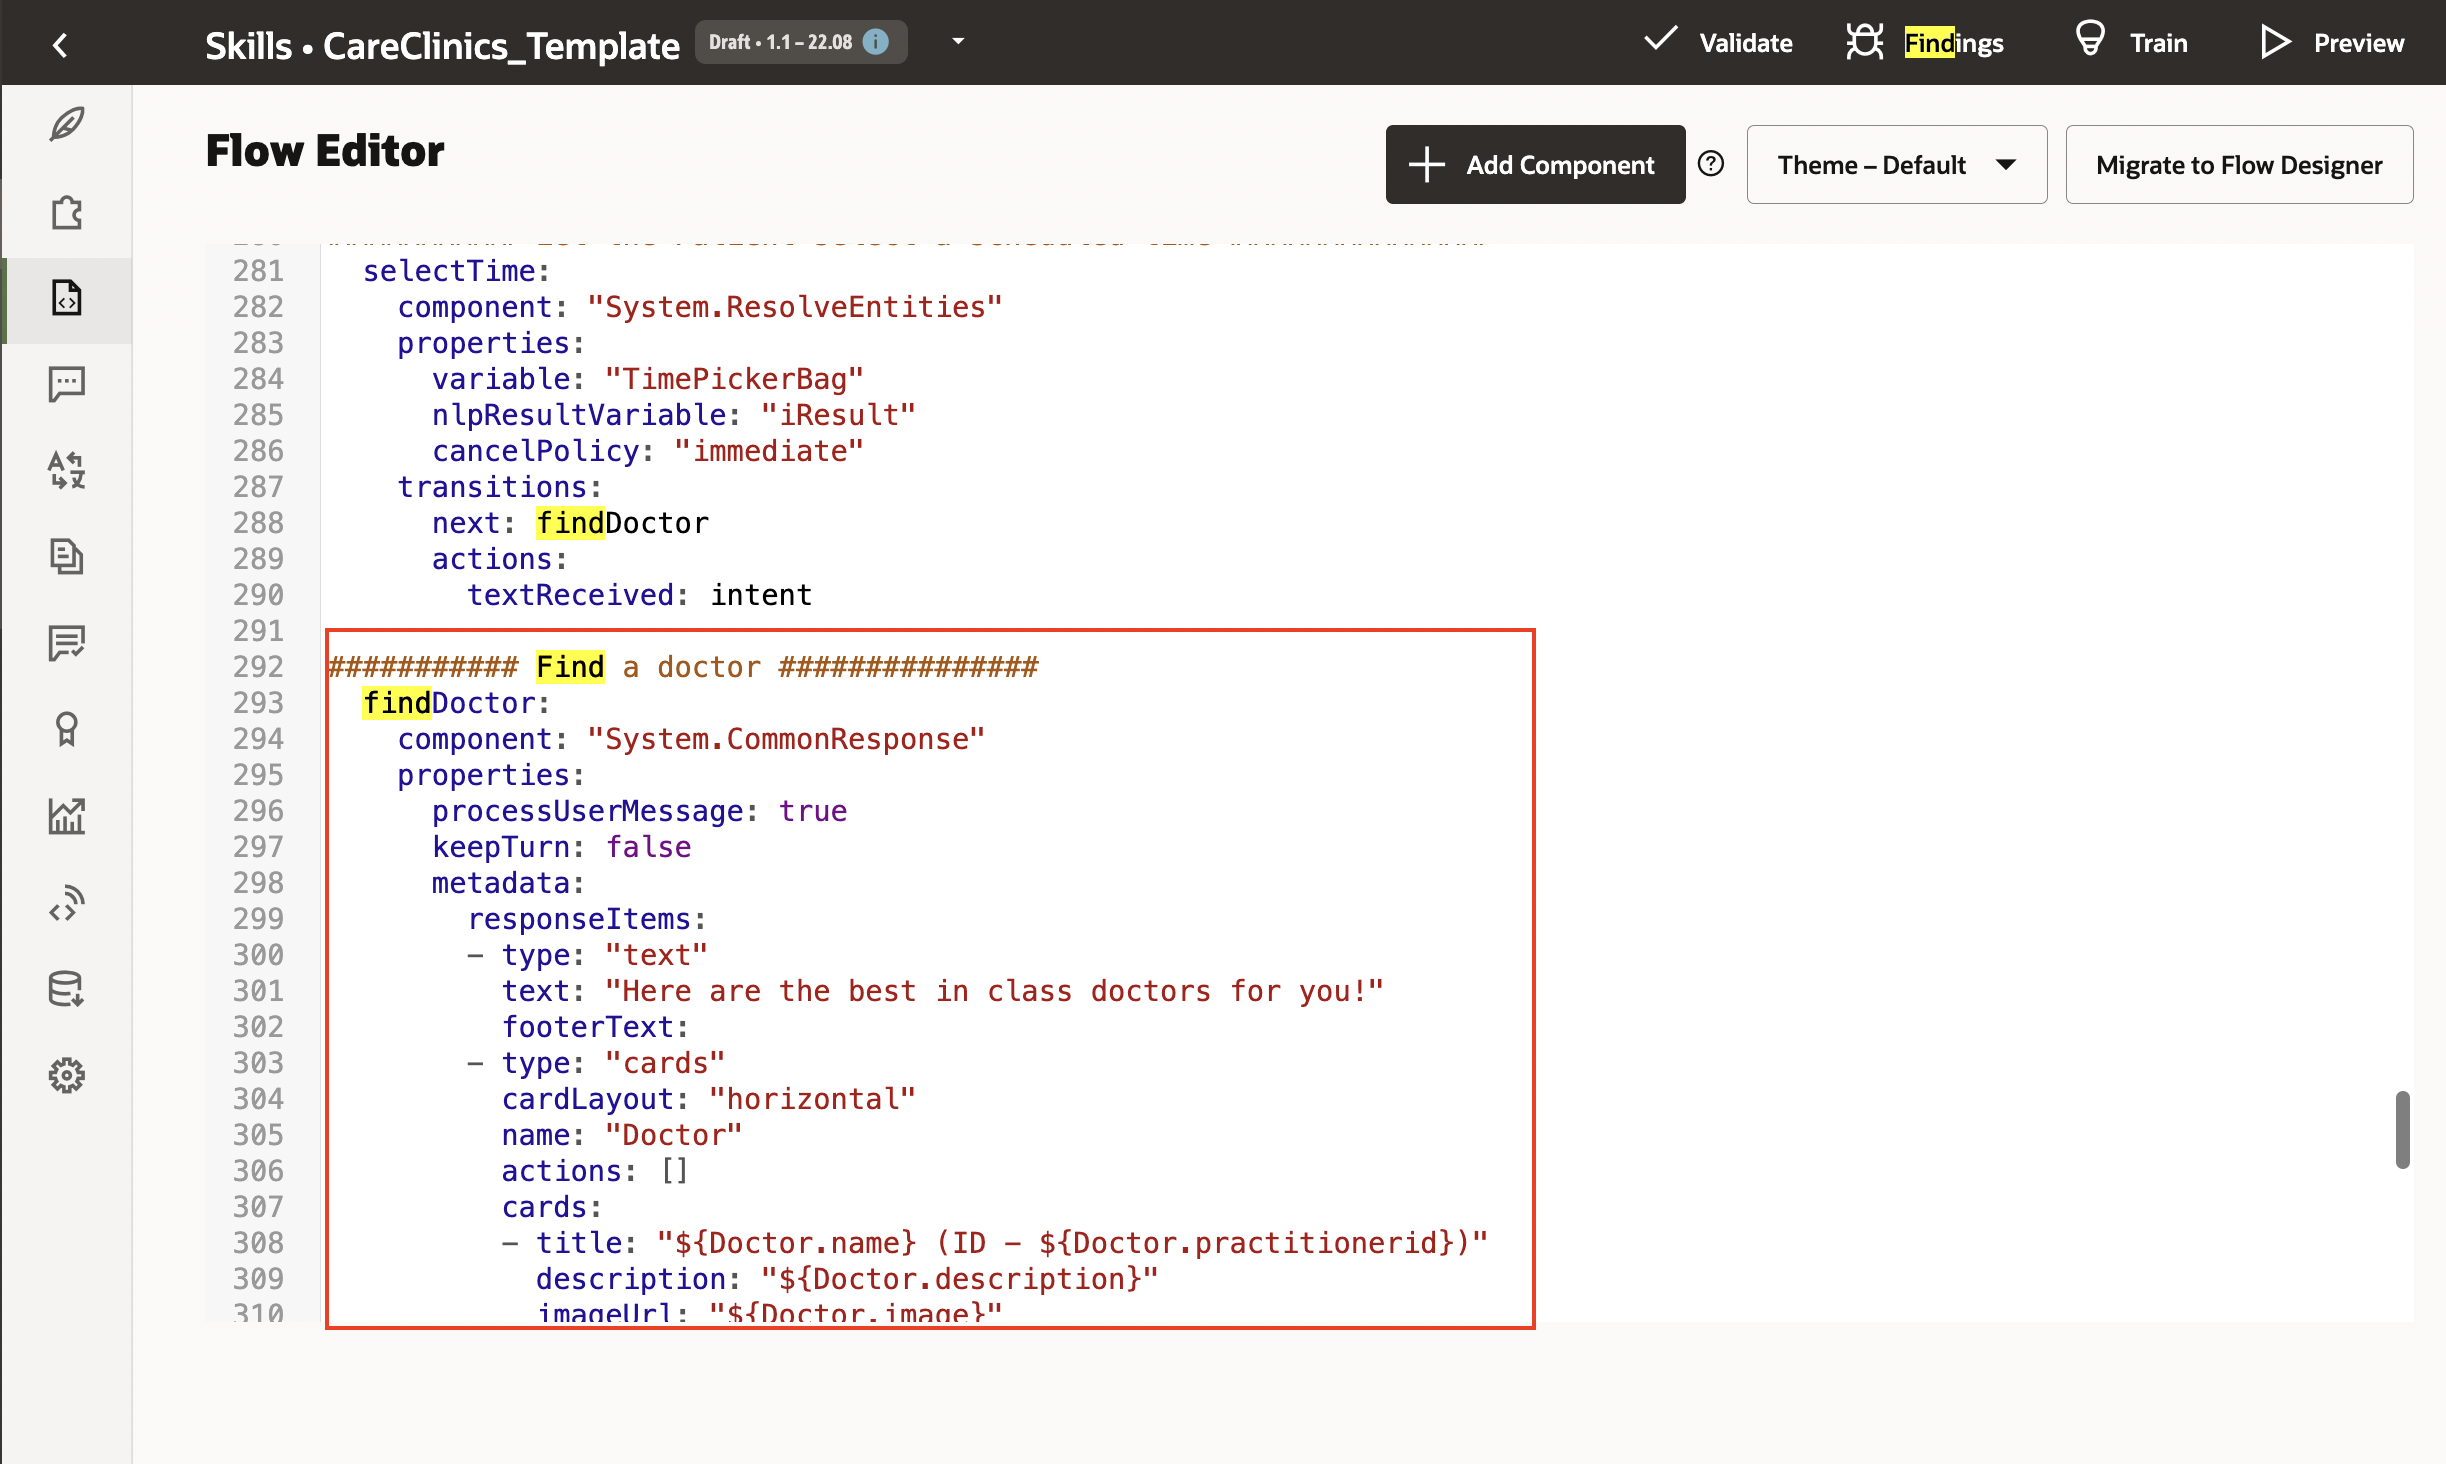 Skills • CareClinics_Template Draft • 1.1 – 22.08 i
Validate
Findings
Train
Preview
Flow Editor
Add Component
?
Theme – Default
Migrate to Flow Designer
281 selectTime:
282 component: "System.ResolveEntities"
283 properties:
284 variable: "TimePickerBag"
285 nlpResultVariable: "iResult"
286 cancelPolicy: "immediate"
287 transitions:
288 next: findDoctor
289 actions:
290 textReceived: intent
291
292 ########### Find a doctor ###############
293 findDoctor:
294 component: "System.CommonResponse"
295 properties:
296 processUserMessage: true
297 keepTurn: false
298 metadata:
299 responseItems:
300 - type: "text"
301 text: "Here are the best in class doctors for you!"
302 footerText:
303 - type: "cards"
304 cardLayout: "horizontal"
305 name: "Doctor"
306 actions: []
307 cards:
308 - title: "${Doctor.name} (ID - ${Doctor.practitionerid})"
309 description: "${Doctor.description}"
310 imageUrl: "${Doctor.image}"